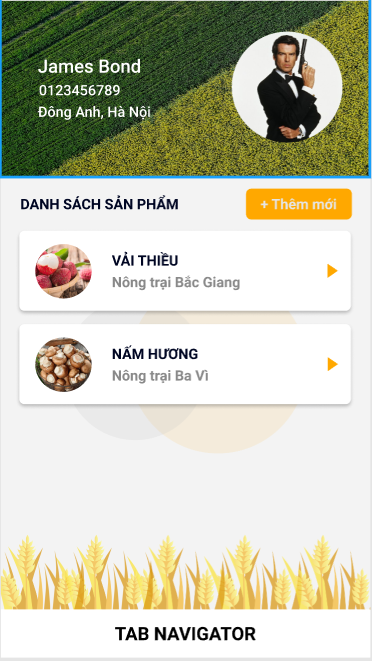 James Bond
0123456789
Đông Anh, Hà Nội
DANH SÁCH SẢN PHẨM
+ Thêm mới
VẢI THIỀU
Nông trại Bắc Giang
NẤM HƯƠNG
Nông trại Ba Vì
TAB NAVIGATOR